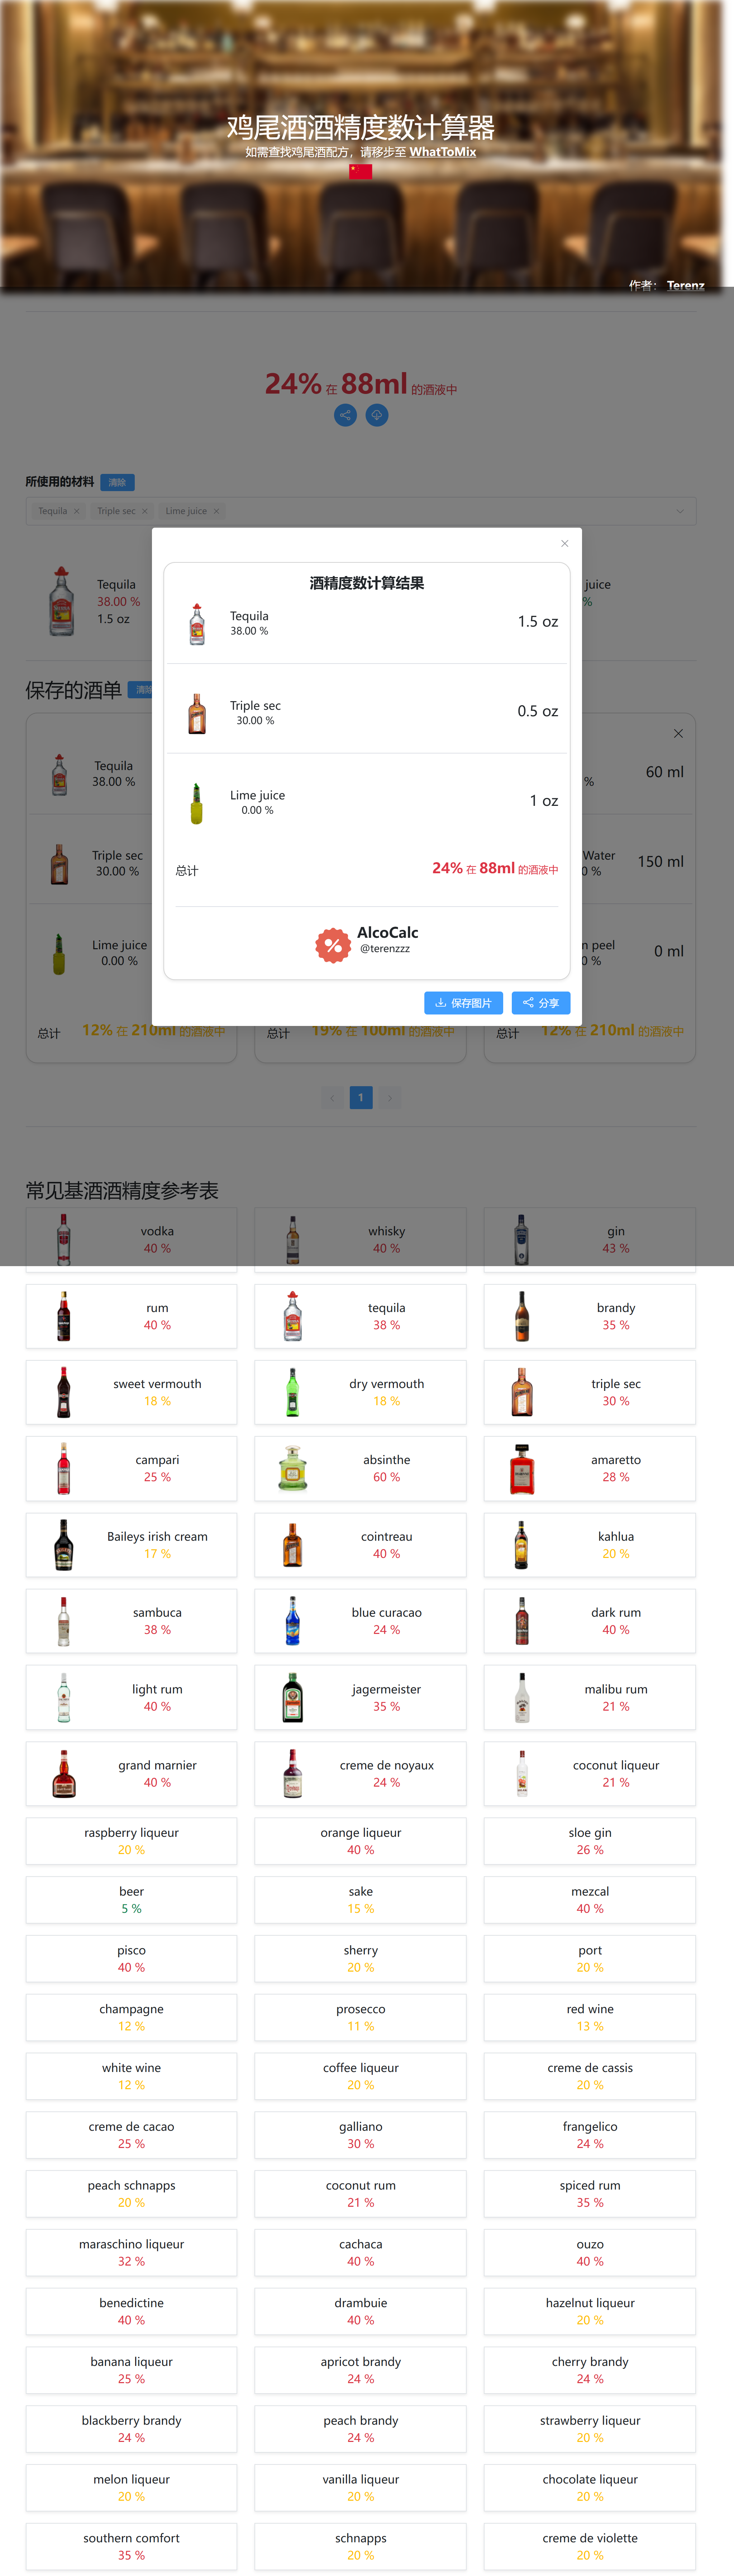 鸡尾酒酒精度数计算器
如需查找鸡尾酒配方，请移步至 WhatToMix
作者： Terenz
24% 在 88ml 的酒液中
所使用的材料 清除
Tequila × Triple sec × Lime juice ×
Tequila
38.00 %
1.5 oz
juice
%
保存的酒单 清除
酒精度数计算结果
Tequila
38.00 %
1.5 oz
Triple sec
30.00 %
0.5 oz
Lime juice
0.00 %
1 oz
总计
24% 在 88ml 的酒液中
AlcoCalc
@terenzzz
保存图片 分享
Tequila
38.00 %
Triple sec
30.00 %
Lime juice
0.00 %
总计 12% 在 210ml 的酒液中
总计 19% 在 100ml 的酒液中
%
60 ml
Water
0 %
150 ml
n peel
0 %
0 ml
总计 12% 在 210ml 的酒液中
1
常见基酒酒精度参考表
vodka
40 %
whisky
40 %
gin
43 %
rum
40 %
tequila
38 %
brandy
35 %
sweet vermouth
18 %
dry vermouth
18 %
triple sec
30 %
campari
25 %
absinthe
60 %
amaretto
28 %
Baileys irish cream
17 %
cointreau
40 %
kahlua
20 %
sambuca
38 %
blue curacao
24 %
dark rum
40 %
light rum
40 %
jagermeister
35 %
malibu rum
21 %
grand marnier
40 %
creme de noyaux
24 %
coconut liqueur
21 %
raspberry liqueur
20 %
orange liqueur
40 %
sloe gin
26 %
beer
5 %
sake
15 %
mezcal
40 %
pisco
40 %
sherry
20 %
port
20 %
champagne
12 %
prosecco
11 %
red wine
13 %
white wine
12 %
coffee liqueur
20 %
creme de cassis
20 %
creme de cacao
25 %
galliano
30 %
frangelico
24 %
peach schnapps
20 %
coconut rum
21 %
spiced rum
35 %
maraschino liqueur
32 %
cachaca
40 %
ouzo
40 %
benedictine
40 %
drambuie
40 %
hazelnut liqueur
20 %
banana liqueur
25 %
apricot brandy
24 %
cherry brandy
24 %
blackberry brandy
24 %
peach brandy
24 %
strawberry liqueur
20 %
melon liqueur
20 %
vanilla liqueur
20 %
chocolate liqueur
20 %
southern comfort
35 %
schnapps
20 %
creme de violette
20 %